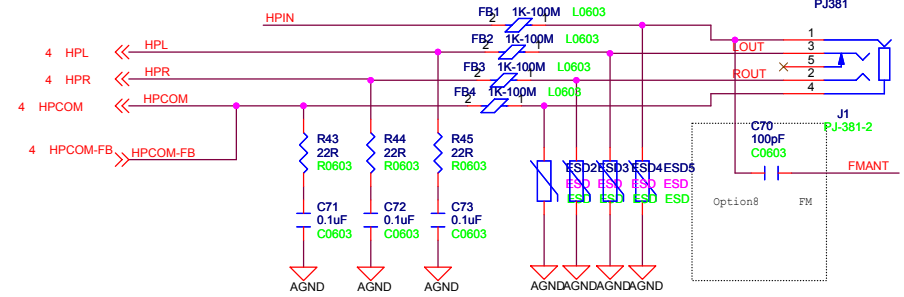 PJ381
HPIN
FB1 1K-100M L0603
2 1
1
4 HPL
HPL
FB2 1K-100M L0603
2 1
LOUT
3
5
4 HPR
HPR
FB3 1K-100M L0603
2 1
ROUT
2
4 HPCOM
HPCOM
FB4 1K-100M L0603
2 1
4
J1
PJ-381-2
4 HPCOM-FB
HPCOM-FB
R43
22R
R0603
R44
22R
R0603
R45
22R
R0603
C70
100pF
C0603
FMANT
ESD2 ESD3 ESD4 ESD5
ESD ESD ESD ESD
ESD ESD ESD ESD
Option8 FM
C71
0.1uF
C0603
C72
0.1uF
C0603
C73
0.1uF
C0603
AGND AGND AGND AGND AGND AGND AGND